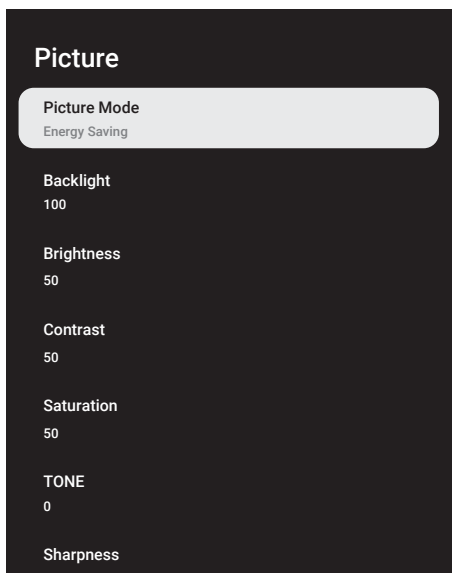 Picture
Picture Mode
Energy Saving
Backlight
100
Brightness
50
Contrast
50
Saturation
50
TONE
0
Sharpness